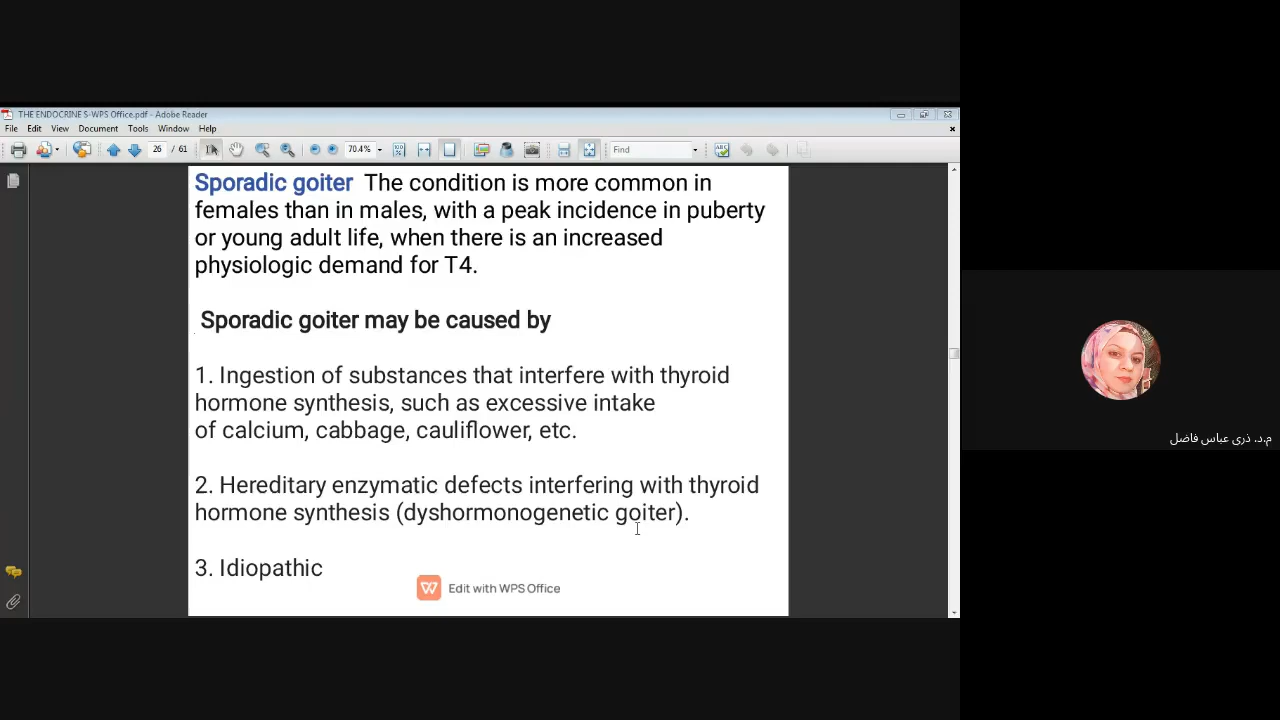 THE ENDOCRINE S-WPS Office.pdf - Adobe Reader
File Edit View Document Tools Window Help
26 / 61 70.4% Find
Sporadic goiter The condition is more common in
females than in males, with a peak incidence in puberty
or young adult life, when there is an increased
physiologic demand for T4.
Sporadic goiter may be caused by
1. Ingestion of substances that interfere with thyroid
hormone synthesis, such as excessive intake
of calcium, cabbage, cauliflower, etc.
2. Hereditary enzymatic defects interfering with thyroid
hormone synthesis (dyshormonogenetic goiter).
3. Idiopathic
Edit with WPS Office
م.د. ذرى عباس فاضل